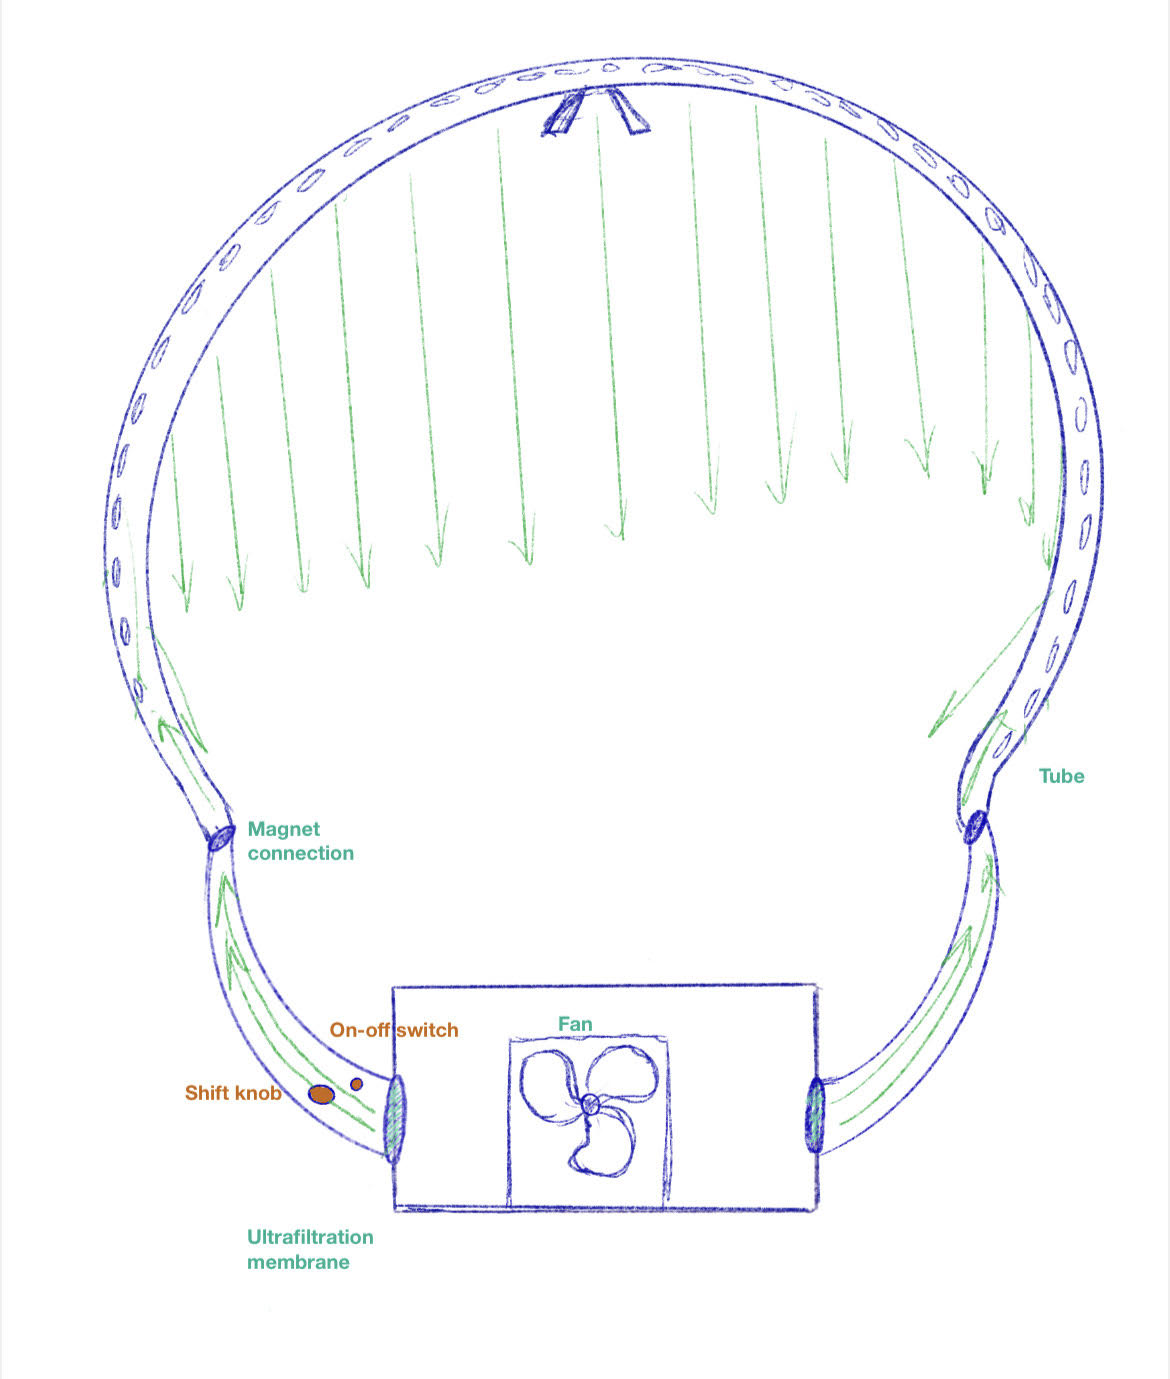 Tube
Magnet
connection
Fan
On-off switch
Shift knob
Ultrafiltration
membrane